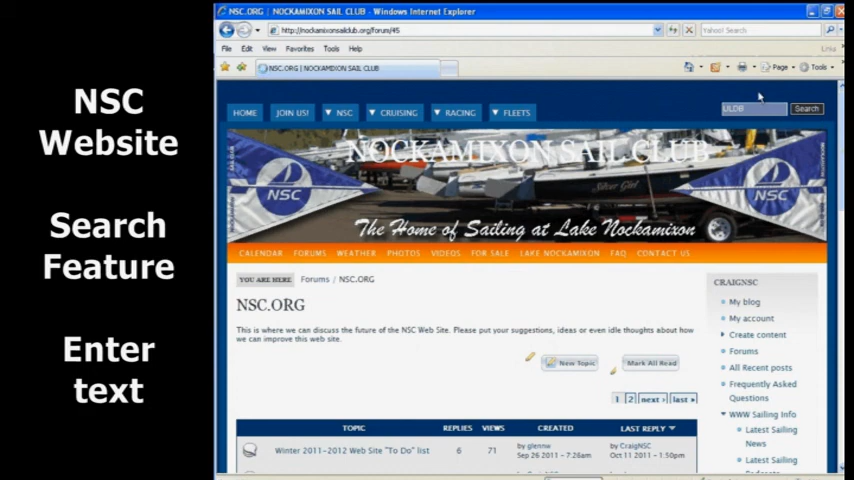 NSC
Website
Search
Feature
Enter
text
NSC.ORG | NOCKAMIXON SAIL CLUB - Windows Internet Explorer
http://nockamixonsailclub.org/forum/45
Yahoo! Search
File Edit View Favorites Tools Help
Links
NSC.ORG | NOCKAMIXON SAIL CLUB
Page Tools
HOME JOIN US! NSC CRUISING RACING FLEETS
ULDB
Search
NOCKAMIXON SAIL CLUB
NSC
Silver Girl
NSC
The Home of Sailing at Lake Nockamixon
CALENDAR FORUMS WEATHER PHOTOS VIDEOS FOR SALE LAKE NOCKAMIXON FAQ CONTACT US
YOU ARE HERE Forums / NSC.ORG
NSC.ORG
This is where we can discuss the future of the NSC Web Site. Please put your suggestions, ideas or even idle thoughts about how
we can improve this web site.
New Topic Mark All Read
1 2 next › last »
TOPIC REPLIES VIEWS CREATED LAST REPLY
Winter 2011-2012 Web Site "To Do" list 6 71 by glenne by CraigNSC
Sep 26 2011 - 7:26am Oct 11 2011 - 1:50pm
CRAIGNSC
My blog
My account
Create content
Forums
All Recent posts
Frequently Asked
Questions
WWW Sailing Info
Latest Sailing
News
Latest Sailing